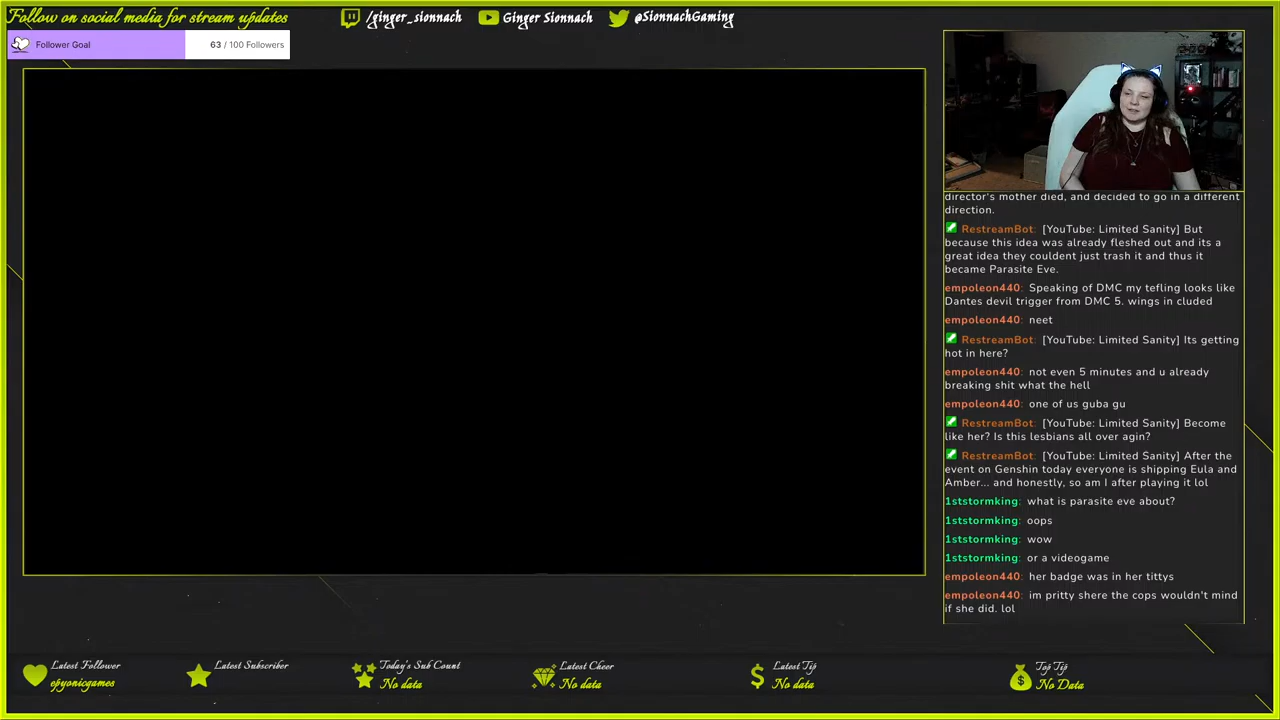 Follow on social media for stream updates
/ginger_sionnach
Ginger Sionnach
@SionnachGaming
Follower Goal
63 / 100 Followers
director's mother died, and decided to go in a different
direction.
RestreamBot: [YouTube: Limited Sanity] But
because this idea was already fleshed out and its a
great idea they couldent just trash it and thus it
became Parasite Eve.
empoleon440: Speaking of DMC my tefling looks like
Dantes devil trigger from DMC 5. wings in cluded
empoleon440: neet
RestreamBot: [YouTube: Limited Sanity] Its getting
hot in here?
empoleon440: not even 5 minutes and u already
breaking shit what the hell
empoleon440: one of us guba gu
RestreamBot: [YouTube: Limited Sanity] Become
like her? Is this lesbians all over agin?
RestreamBot: [YouTube: Limited Sanity] After the
event on Genshin today everyone is shipping Eula and
Amber... and honestly, so am I after playing it lol
1ststormking: what is parasite eve about?
1ststormking: oops
1ststormking: wow
1ststormking: or a videogame
empoleon440: her badge was in her tittys
empoleon440: im pritty shere the cops wouldn't mind
if she did. lol
Latest Follower
epyonicgames
Latest Subscriber
Today's Sub Count
No data
Latest Cheer
No data
Latest Tip
No data
Top Tip
No Data